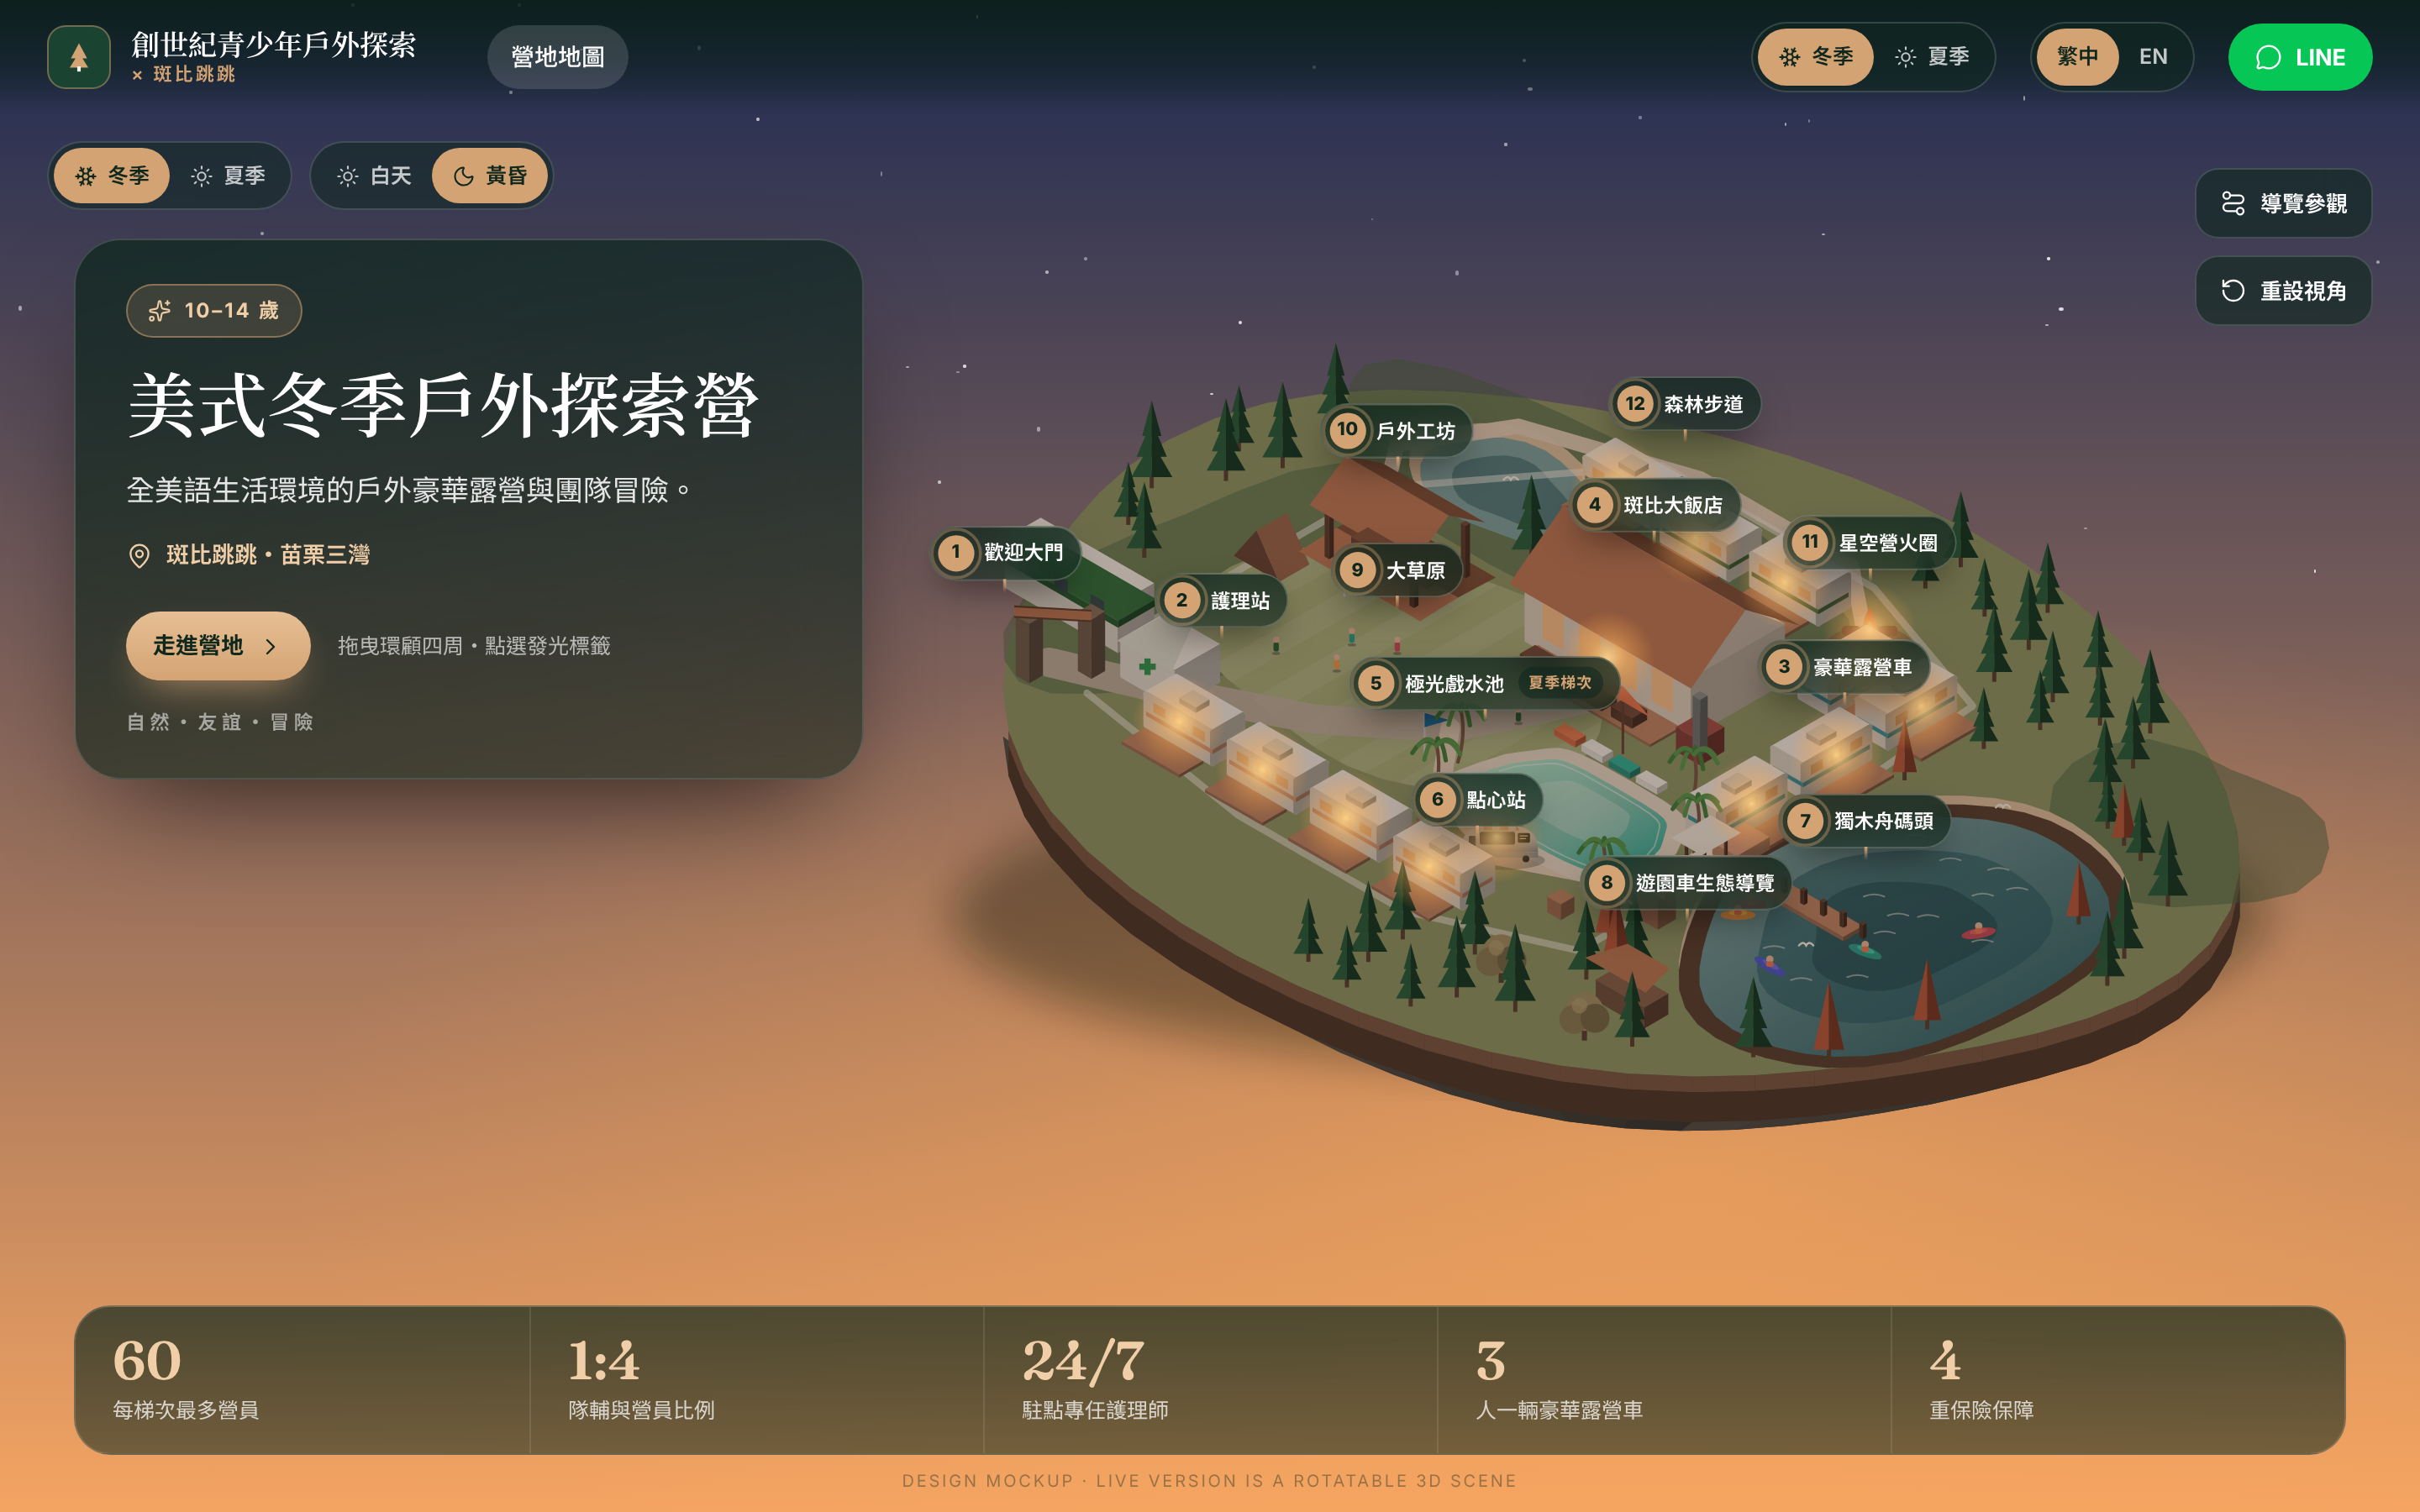 創世紀青少年戶外探索
× 斑比跳跳
營地地圖
冬季 夏季
繁中 EN
LINE
冬季 夏季
白天 黃昏
導覽參觀
重設視角
10–14 歲
美式冬季戶外探索營
全美語生活環境的戶外豪華露營與團隊冒險。
斑比跳跳・苗栗三灣
走進營地
拖曳環顧四周・點選發光標籤
自然・友誼・冒險
12 森林步道
10 戶外工坊
4 斑比大飯店
11 星空營火圈
1 歡迎大門
9 大草原
2 護理站
3 豪華露營車
5 極光戲水池 夏季梯次
6 點心站
7 獨木舟碼頭
8 遊園車生態導覽
60
每梯次最多營員
1:4
隊輔與營員比例
24/7
駐點專任護理師
3
人一輛豪華露營車
4
重保險保障
DESIGN MOCKUP · LIVE VERSION IS A ROTATABLE 3D SCENE